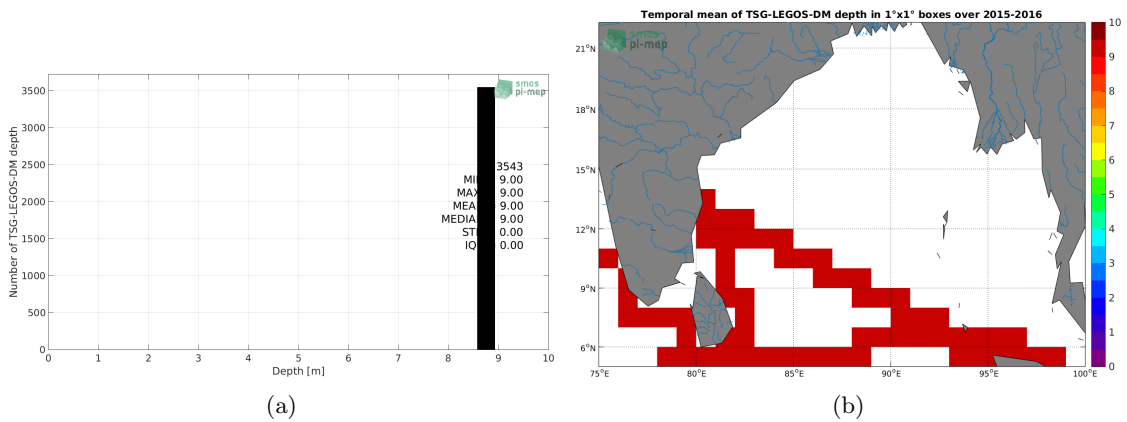 smos
pi-mep
3500
3000
2500
2000
1500
1000
500
0
Number of TSG-LEGOS-DM depth
3543
9.00
9.00
9.00
MEDIAN 9.00
0.00
0.00
0 1 2 3 4 5 6 7 8 9 10
Depth [m]
(a)
Temporal mean of TSG-LEGOS-DM depth in 1°x1° boxes over 2015-2016
smos
pi-mep
21°N
18°N
15°N
12°N
9°N
6°N
75°E 80°E 85°E 90°E 95°E 100°E
10
9
8
7
6
5
4
3
2
1
0
(b)